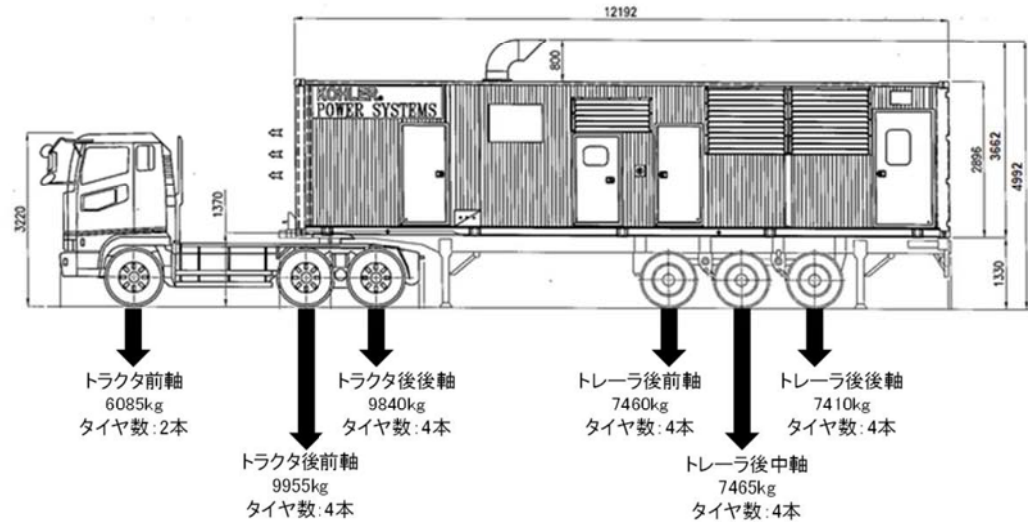 12192
800
KOHLER.
POWER SYSTEMS
3220
1370
2896
3662
4992
1330
トラクタ前軸
6085kg
タイヤ数:2本
トラクタ後前軸
9955kg
タイヤ数:4本
トラクタ後後軸
9840kg
タイヤ数:4本
トレーラ後前軸
7460kg
タイヤ数:4本
トレーラ後中軸
7465kg
タイヤ数:4本
トレーラ後後軸
7410kg
タイヤ数:4本